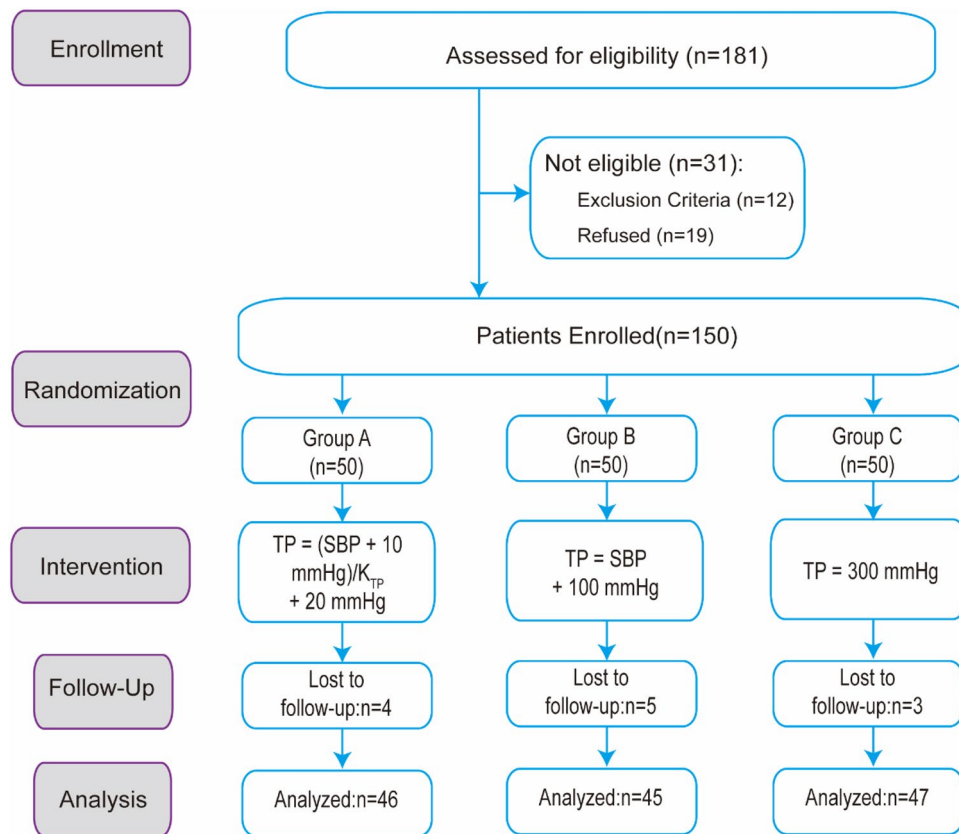 Enrollment
Assessed for eligibility (n=181)
Not eligible (n=31):
Exclusion Criteria (n=12)
Refused (n=19)
Patients Enrolled(n=150)
Randomization
Group A
(n=50)
Group B
(n=50)
Group C
(n=50)
Intervention
TP = (SBP + 10
mmHg)/KTP
+ 20 mmHg
TP = SBP
+ 100 mmHg
TP = 300 mmHg
Follow-Up
Lost to
follow-up:n=4
Lost to
follow-up:n=5
Lost to
follow-up:n=3
Analysis
Analyzed:n=46
Analyzed:n=45
Analyzed:n=47